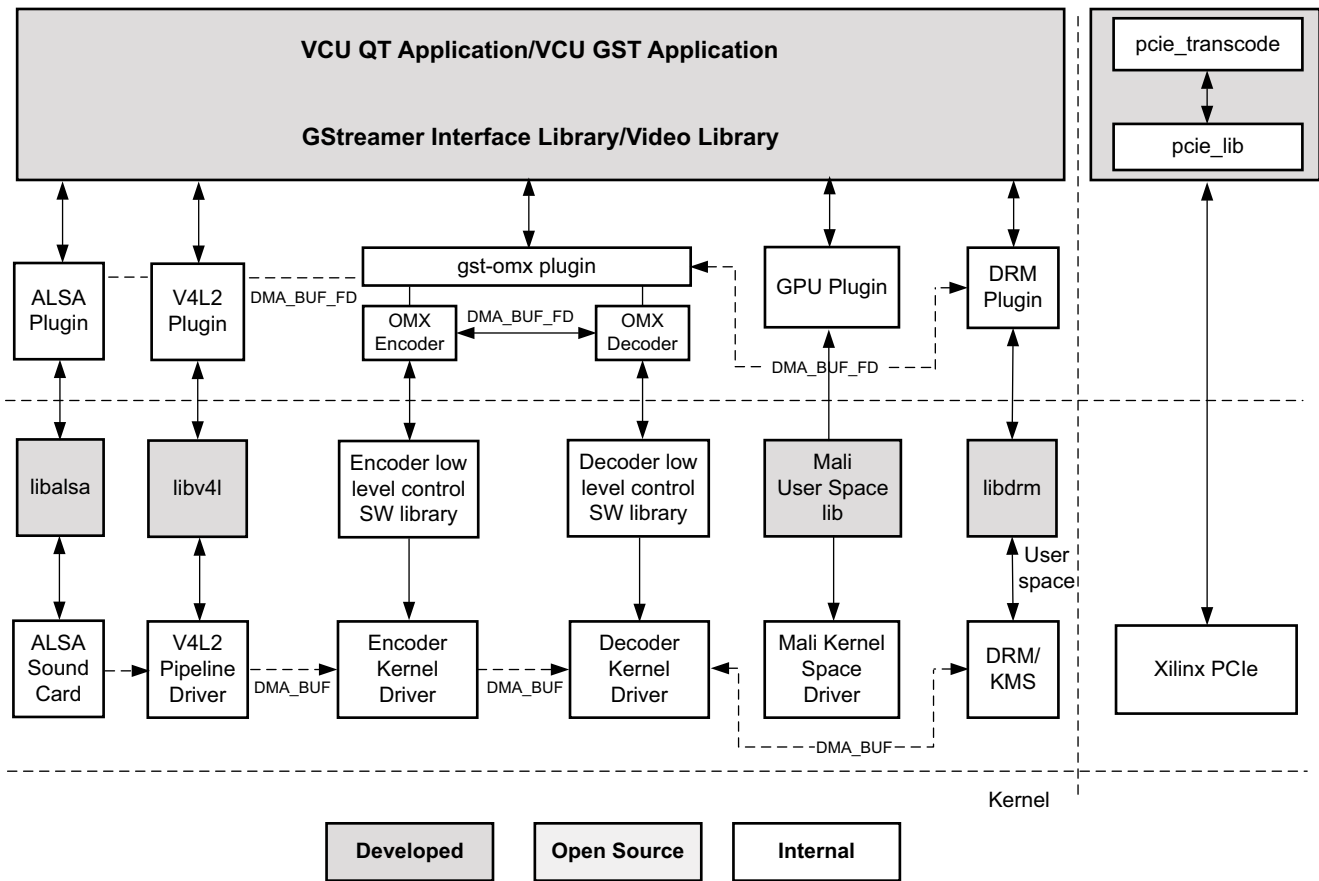 VCU QT Application/VCU GST Application
GStreamer Interface Library/Video Library
pcie_transcode
pcie_lib
ALSA
Plugin
V4L2
Plugin
DMA_BUF_FD
gst-omx plugin
OMX
Encoder
DMA_BUF_FD
OMX
Decoder
GPU Plugin
DMA_BUF_FD
DRM
Plugin
libalsa
libv4l
Encoder low
level control
SW library
Decoder low
level control
SW library
Mali
User Space
lib
libdrm
User
space
ALSA
Sound
Card
V4L2
Pipeline
Driver
DMA_BUF
Encoder
Kernel
Driver
DMA_BUF
Decoder
Kernel
Driver
Mali Kernel
Space
Driver
DMA_BUF
DRM/
KMS
Xilinx PCIe
Kernel
Developed
Open Source
Internal